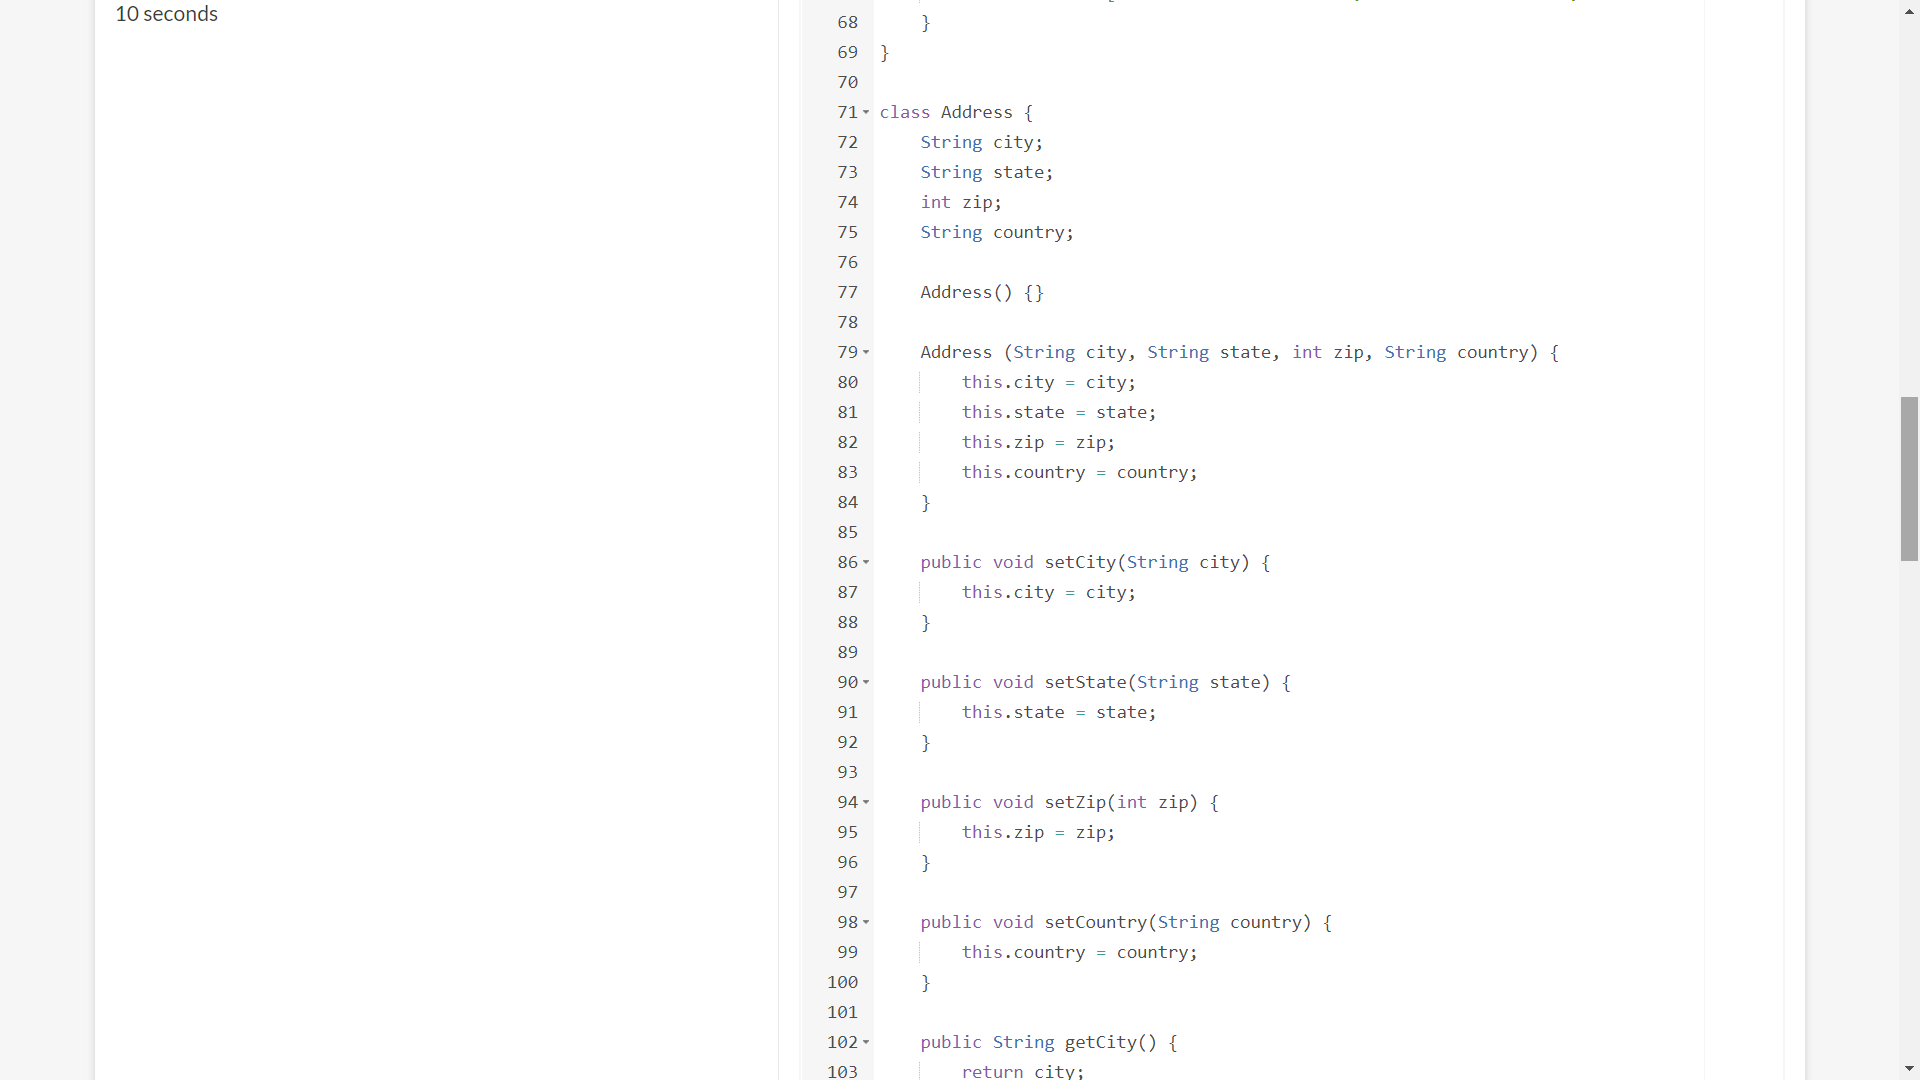 10 seconds
68 }
69 }
70
71 class Address {
72 String city;
73 String state;
74 int zip;
75 String country;
76
77 Address() {}
78
79 Address (String city, String state, int zip, String country) {
80 this.city = city;
81 this.state = state;
82 this.zip = zip;
83 this.country = country;
84 }
85
86 public void setCity(String city) {
87 this.city = city;
88 }
89
90 public void setState(String state) {
91 this.state = state;
92 }
93
94 public void setZip(int zip) {
95 this.zip = zip;
96 }
97
98 public void setCountry(String country) {
99 this.country = country;
100 }
101
102 public String getCity() {
103 return city;